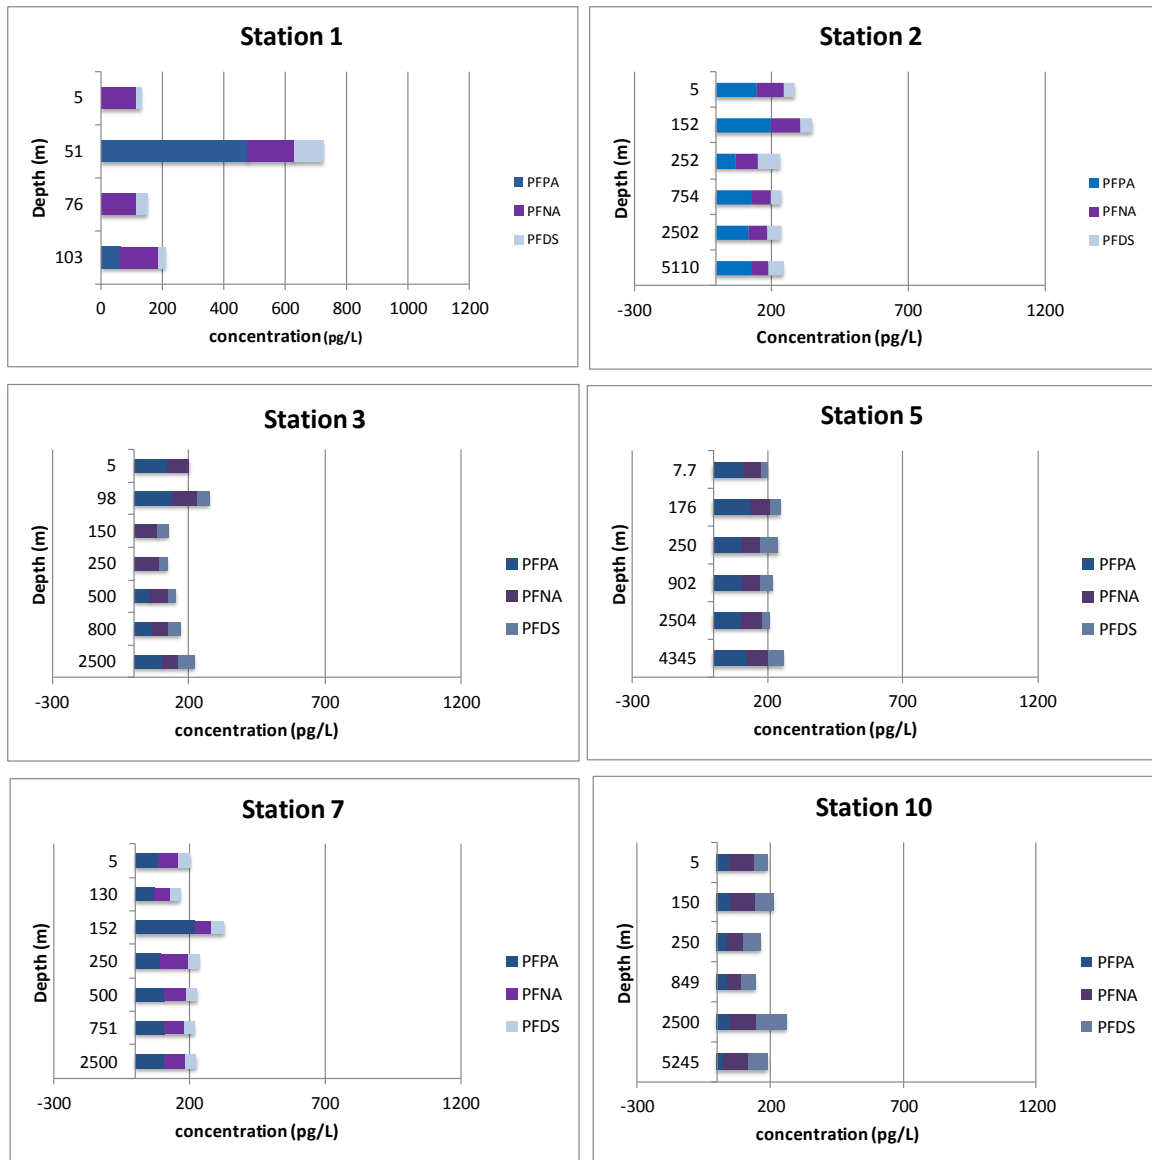 Station 1
Depth (m)
5
51
76
103
0 200 400 600 800 1000 1200
concentration (pg/L)
PFPA
PFNA
PFDS
Station 2
Depth (m)
5
152
252
754
2502
5110
-300 200 700 1200
Concentration (pg/L)
PFPA
PFNA
PFDS
Station 3
Depth (m)
5
98
150
250
500
800
2500
-300 200 700 1200
concentration (pg/L)
PFPA
PFNA
PFDS
Station 5
Depth (m)
7.7
176
250
902
2504
4345
-300 200 700 1200
concentration (pg/L)
PFPA
PFNA
PFDS
Station 7
Depth (m)
5
130
152
250
500
751
2500
-300 200 700 1200
concentration (pg/L)
PFPA
PFNA
PFDS
Station 10
Depth (m)
5
150
250
849
2500
5245
-300 200 700 1200
concentration (pg/L)
PFPA
PFNA
PFDS